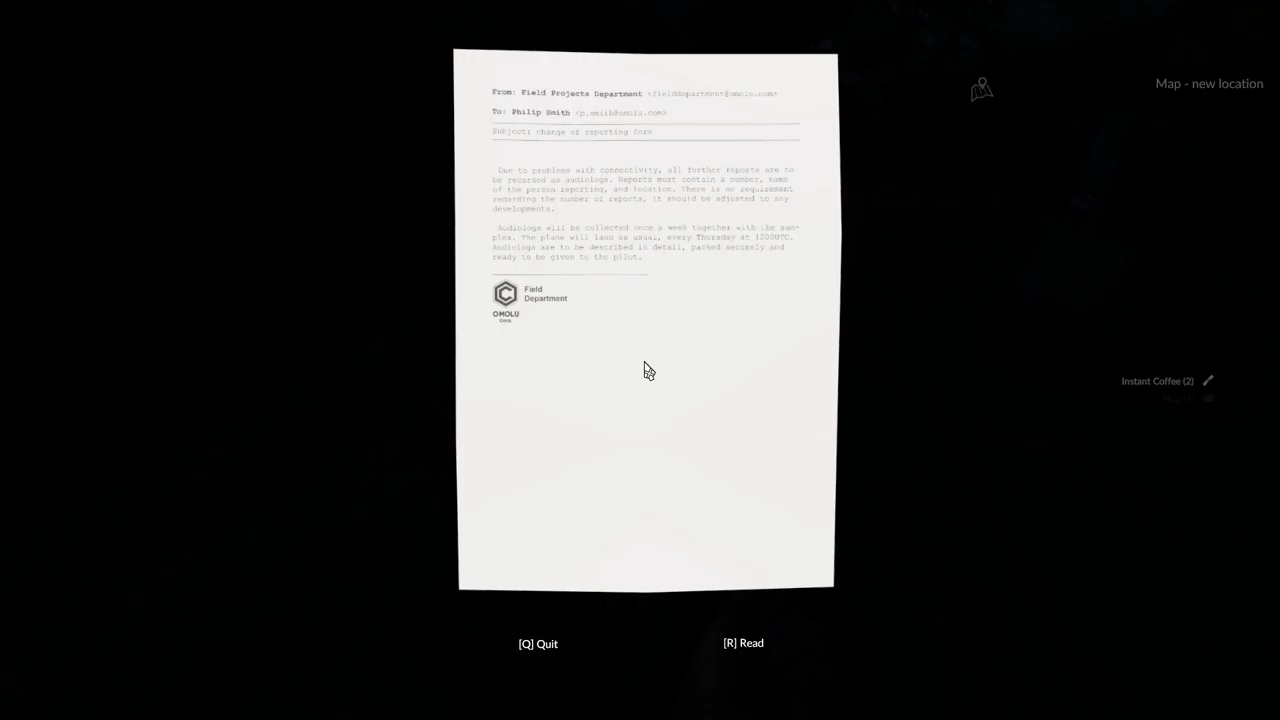 From: Field Projects Department <fielddepartment@omolu.com>
To: Philip Smith <p.smith@omolu.com>
Subject: change of reporting form
Due to problems with connectivity, all further reports are to
be recorded as audiologs. Reports must contain a number, name
of the person reporting, and location. There is no requirement
regarding the number of reports, it should be adjusted to any
developments.
Audiologs will be collected once a week together with the sam-
ples. The plane will land as usual, every Thursday at 1200UTC.
Audiologs are to be described in detail, packed securely and
ready to be given to the pilot.
Field
Department
OMOLU
Corp.
Map - new location
Instant Coffee (2)
[Q] Quit
[R] Read